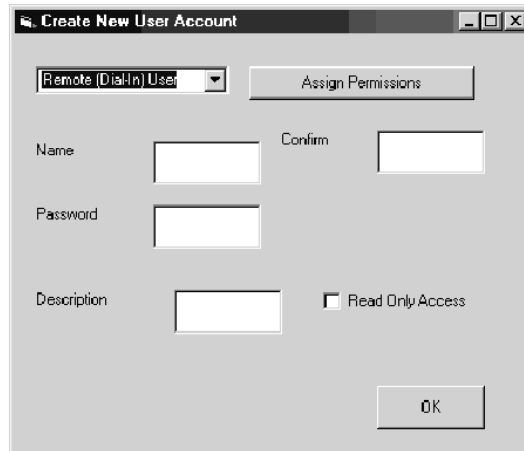 Create New User Account
Remote (Dial-In) User
Assign Permissions
Name
Confirm
Password
Description
Read Only Access
OK